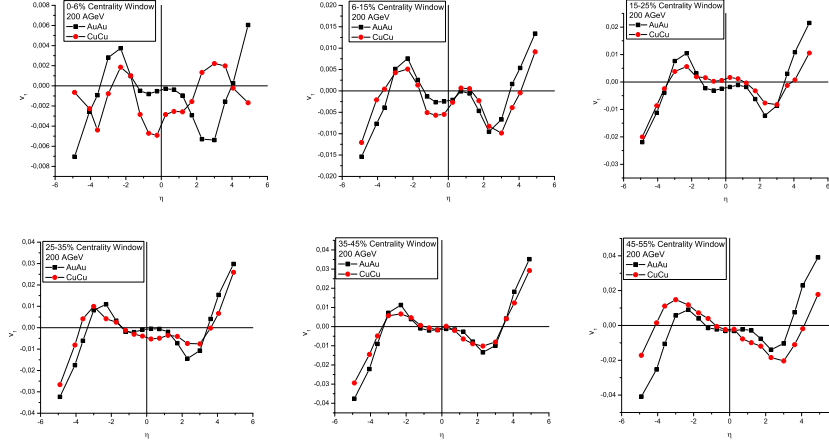 0-6% Centrality Window
200 AGeV
AuAu
CuCu
0,008
0,006
0,004
0,002
0,000
-0,002
-0,004
-0,006
-0,008
v1
-6 -4 -2 0 2 4 6
η
6-15% Centrality Window
200 AGeV
AuAu
CuCu
0,020
0,015
0,010
0,005
0,000
-0,005
-0,010
-0,015
-0,020
v1
-6 -4 -2 0 2 4 6
η
15-25% Centrality Window
200 AGeV
AuAu
CuCu
0,02
0,01
0,00
-0,01
-0,02
-0,03
v1
-6 -4 -2 0 2 4 6
η
25-35% Centrality Window
200 AGeV
AuAu
CuCu
0,04
0,03
0,02
0,01
0,00
-0,01
-0,02
-0,03
-0,04
v1
-6 -4 -2 0 2 4 6
η
35-45% Centrality Window
200 AGeV
AuAu
CuCu
0,04
0,03
0,02
0,01
0,00
-0,01
-0,02
-0,03
-0,04
v1
-6 -4 -2 0 2 4 6
η
45-55% Centrality Window
200 AGeV
AuAu
CuCu
0,04
0,02
0,00
-0,02
-0,04
v1
-6 -4 -2 0 2 4
η